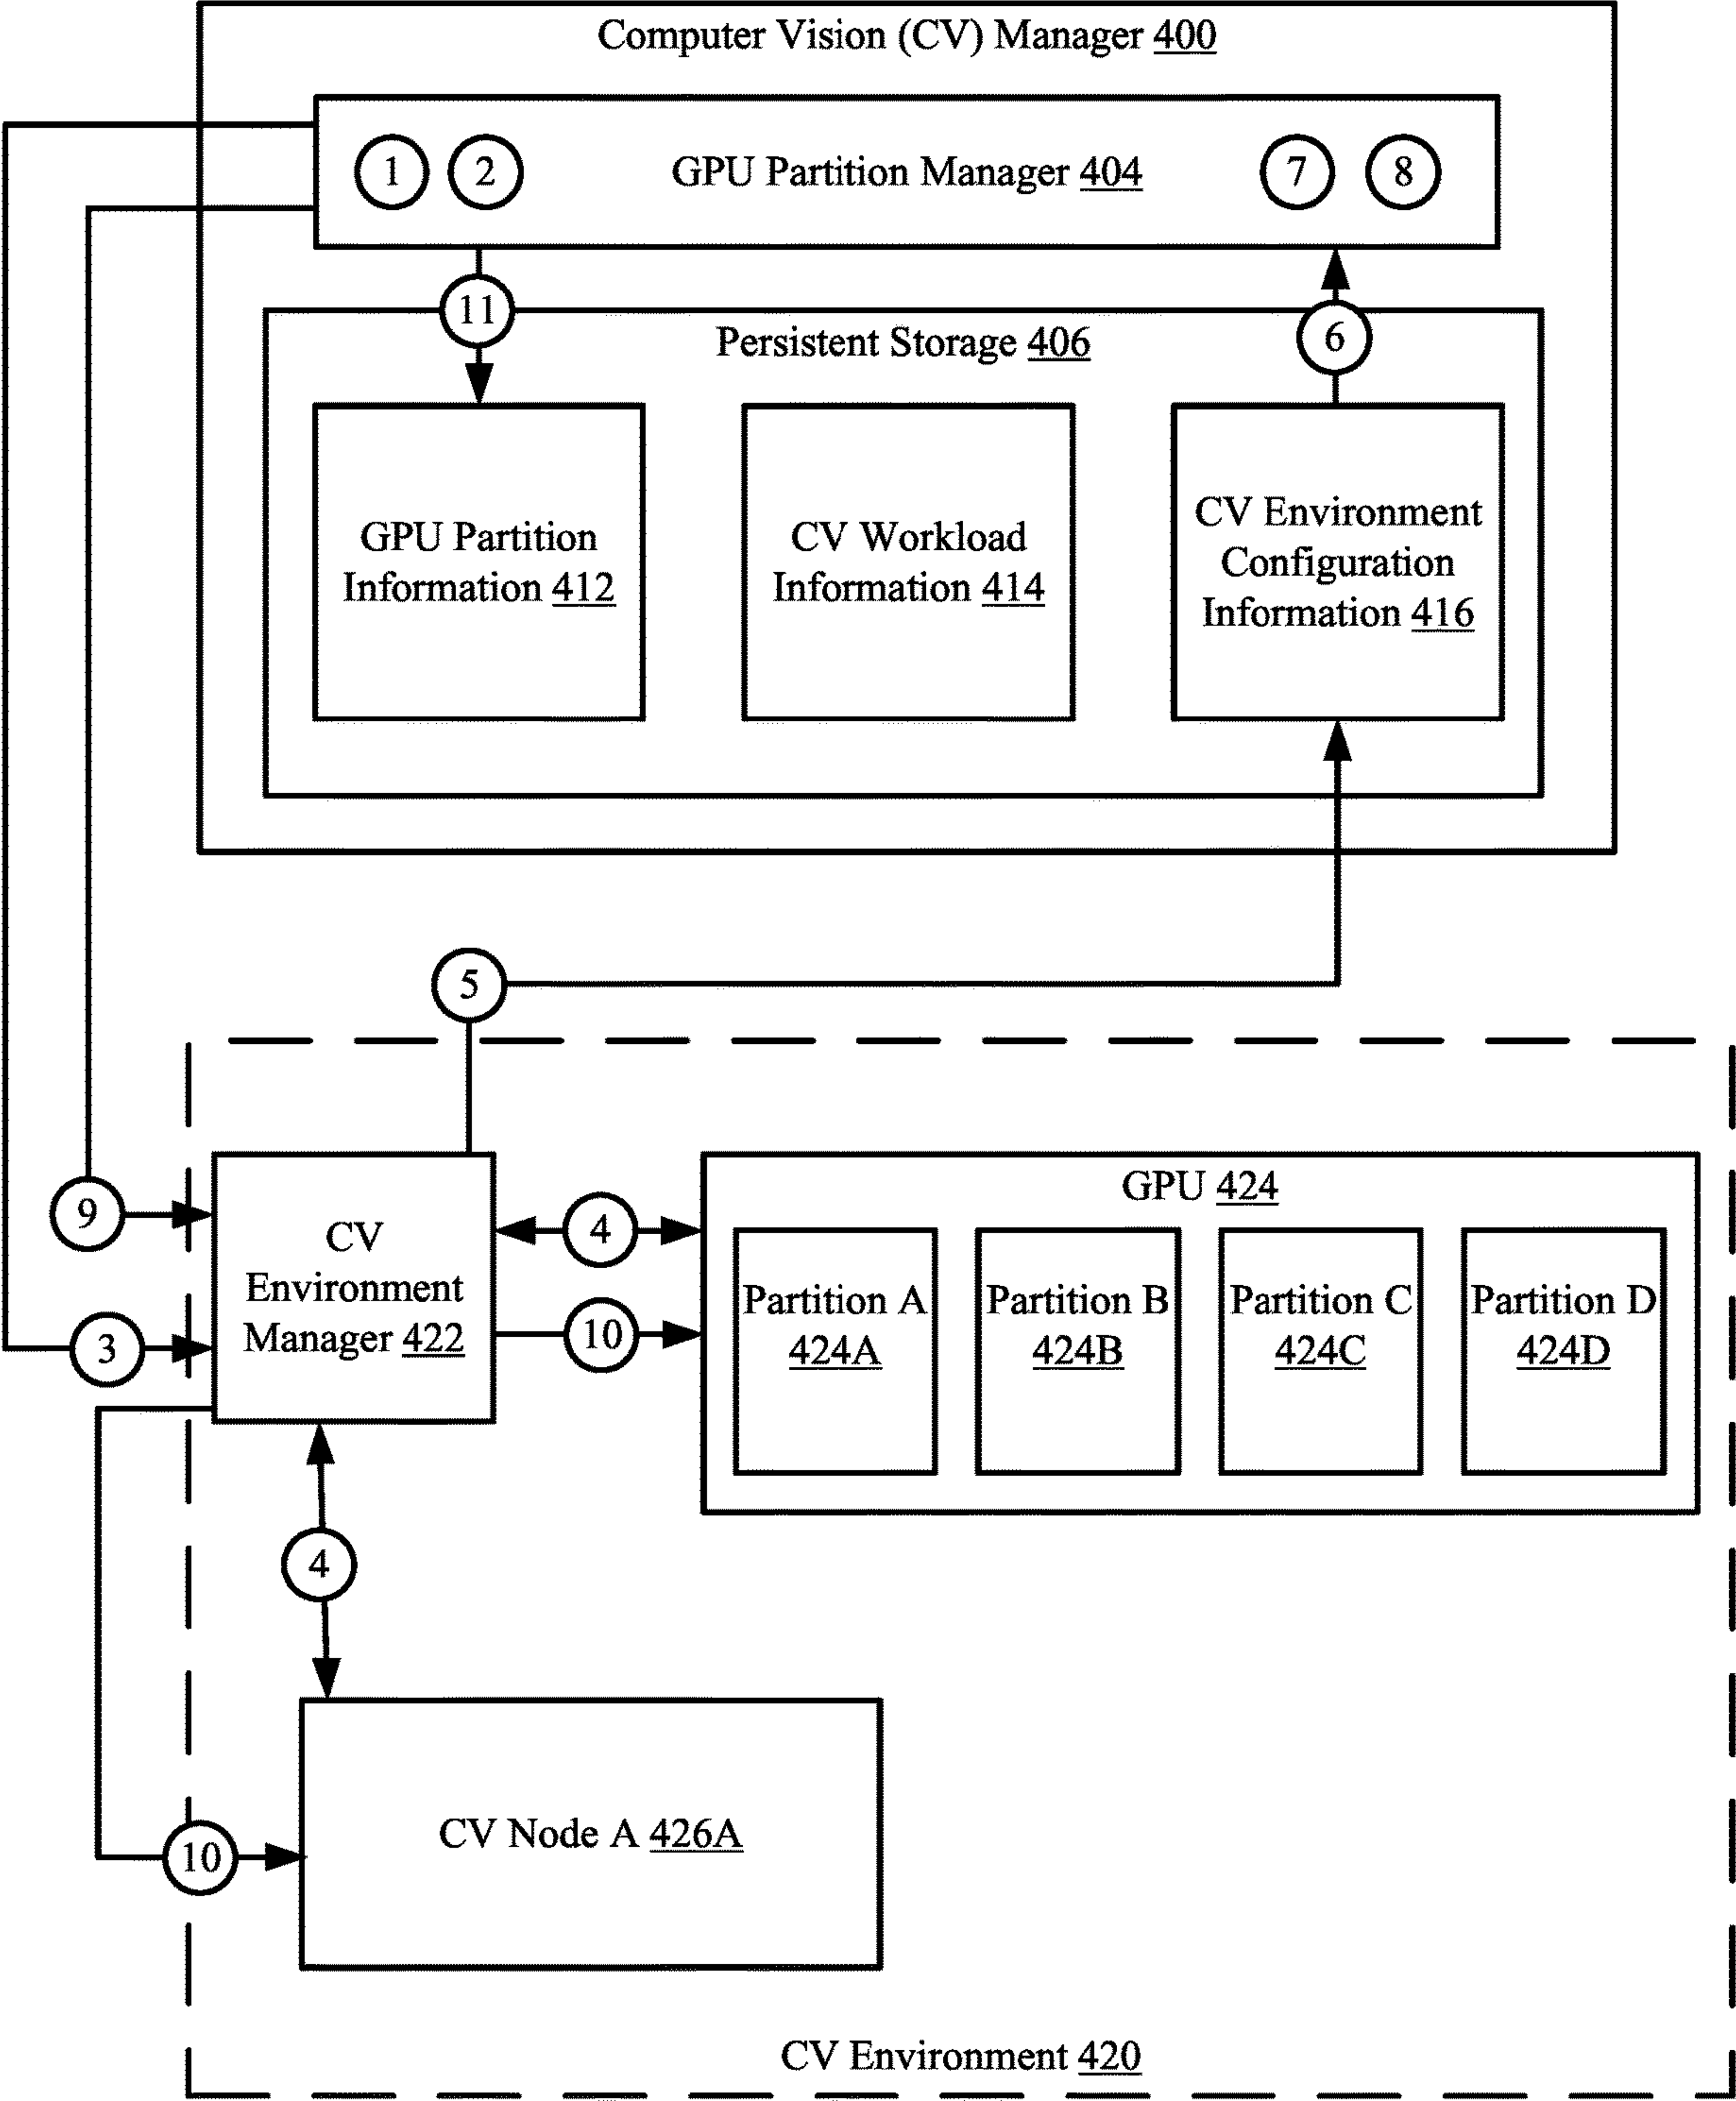 Computer Vision (CV) Manager 400
1
2
GPU Partition Manager 404
7
8
11
Persistent Storage 406
6
GPU Partition
Information 412
CV Workload
Information 414
CV Environment
Configuration
Information 416
5
GPU 424
9
CV
Environment
Manager 422
4
10
Partition A
424A
Partition B
424B
Partition C
424C
Partition D
424D
3
4
CV Node A 426A
10
CV Environment 420